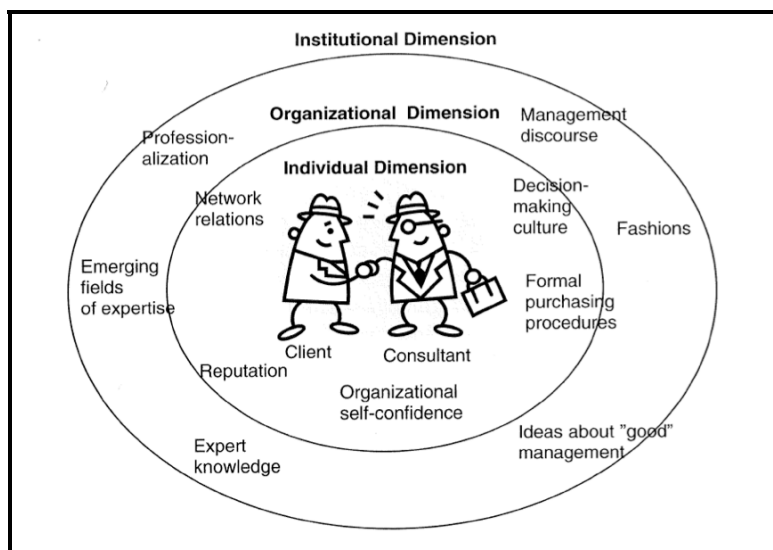 Institutional Dimension
Organizational Dimension
Management
discourse
Profession-
alization
Individual Dimension
Network
relations
Decision-
making
culture
Fashions
Emerging
fields
of expertise
Formal
purchasing
procedures
Client
Consultant
Reputation
Organizational
self-confidence
Expert
knowledge
Ideas about ”good”
management